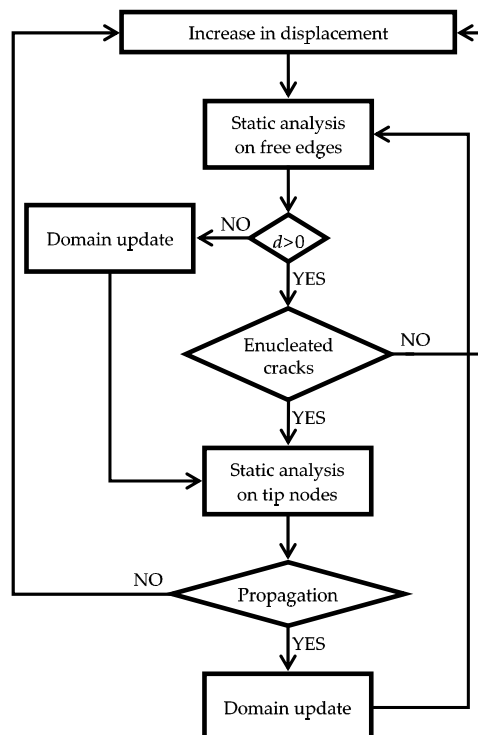 Increase in displacement
Static analysis
on free edges
NO
Domain update
d>0
YES
Enucleated
cracks
NO
YES
Static analysis
on tip nodes
NO
Propagation
YES
Domain update